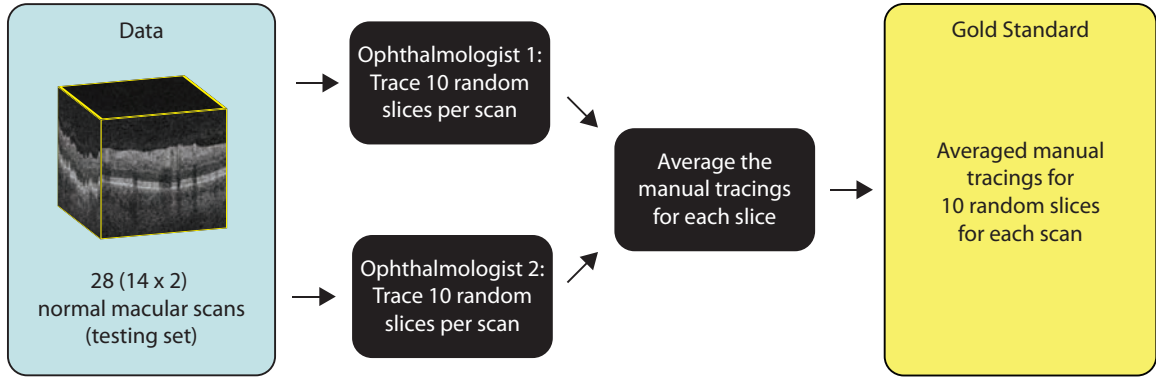 Data
28 (14 x 2)
normal macular scans
(testing set)
Ophthalmologist 1:
Trace 10 random
slices per scan
Ophthalmologist 2:
Trace 10 random
slices per scan
Average the
manual tracings
for each slice
Gold Standard
Averaged manual
tracings for
10 random slices
for each scan